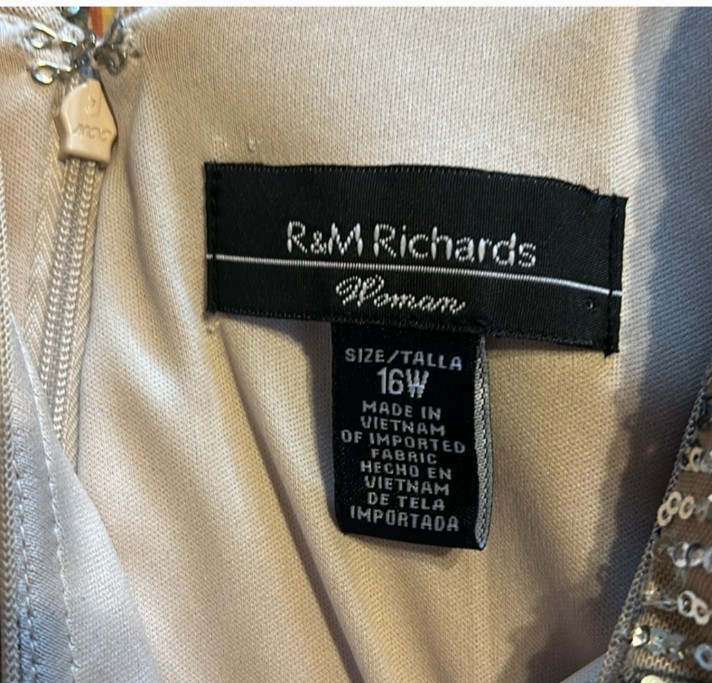 R&M Richards
Woman
SIZE/TALLA
16W
MADE IN
VIETNAM
OF IMPORTED
FABRIC
HECHO EN
VIETNAM
DE TELA
IMPORTADA